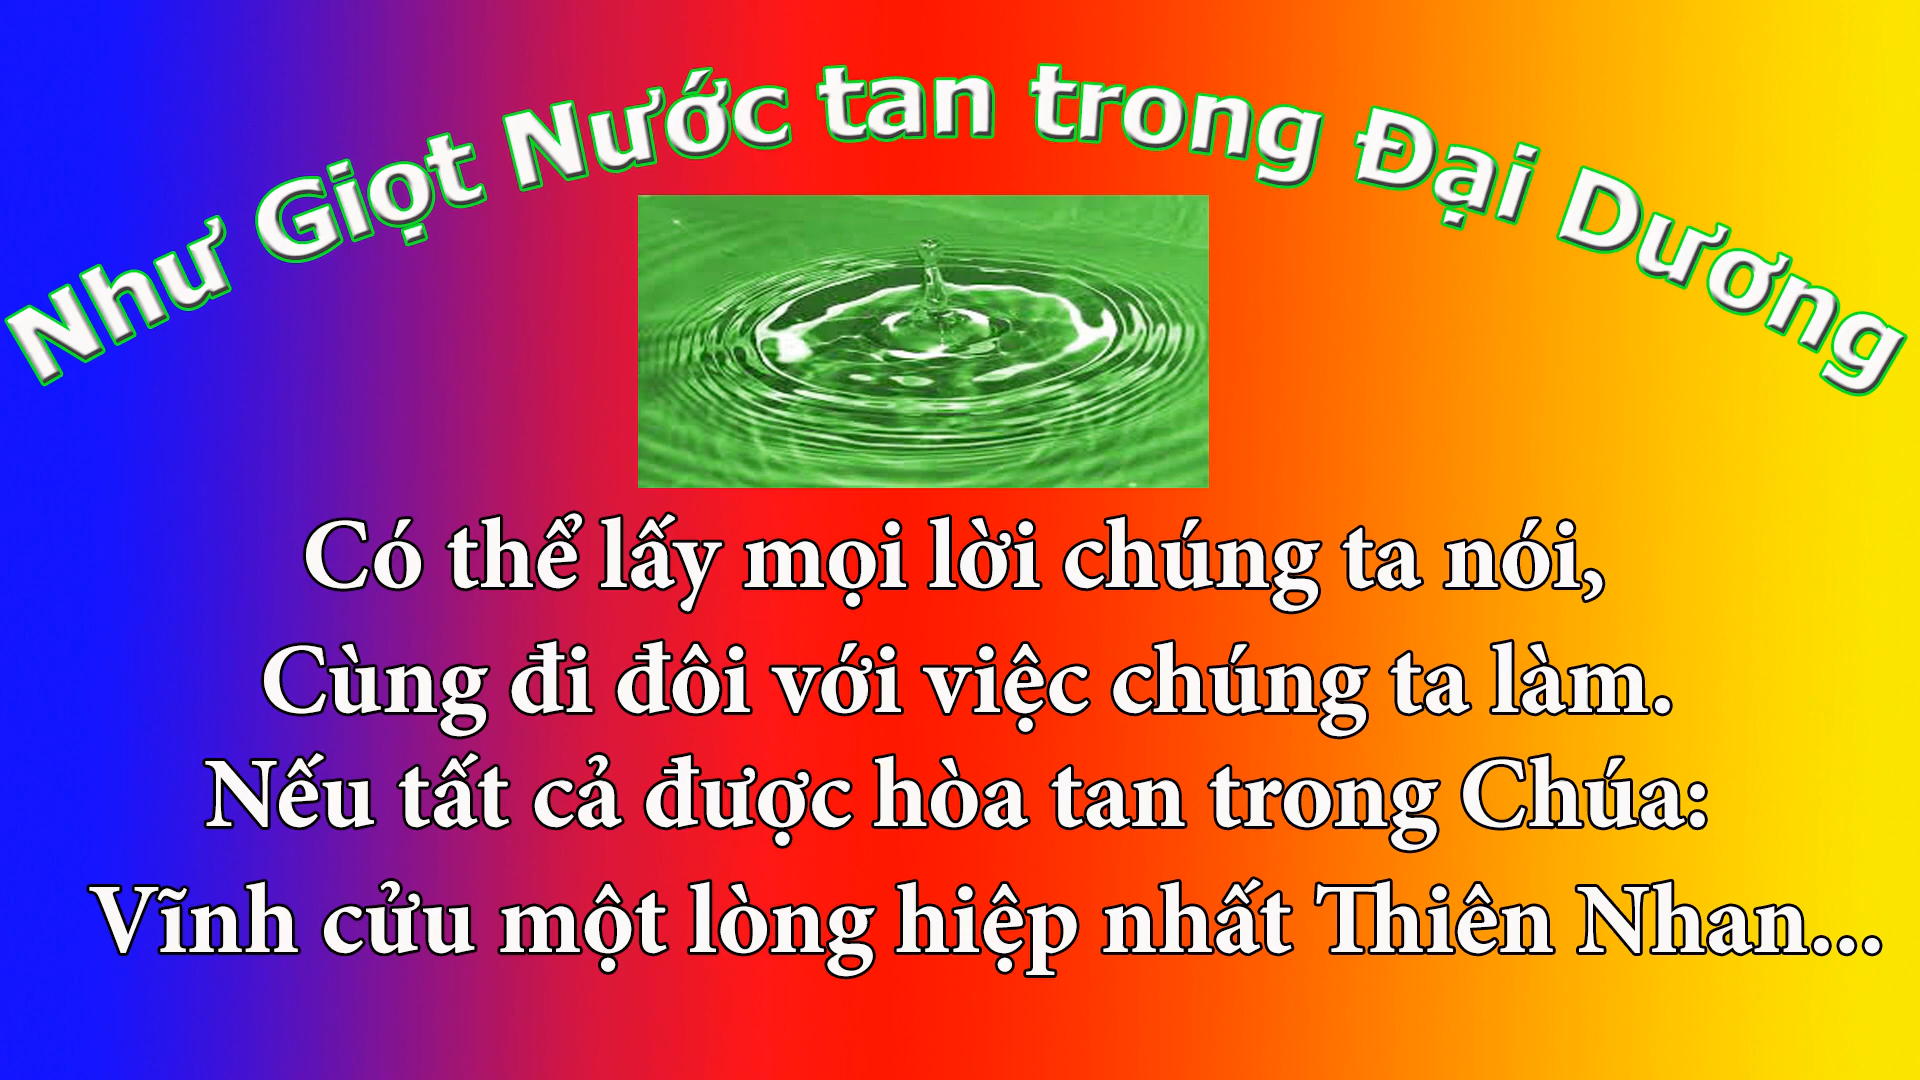 Như Giọt Nước tan trong Đại Dương
Có thể lấy mọi lời chúng ta nói,
Cùng đi đôi với việc chúng ta làm.
Nếu tất cả được hòa tan trong Chúa:
Vĩnh cửu một lòng hiệp nhất Thiên Nhan...